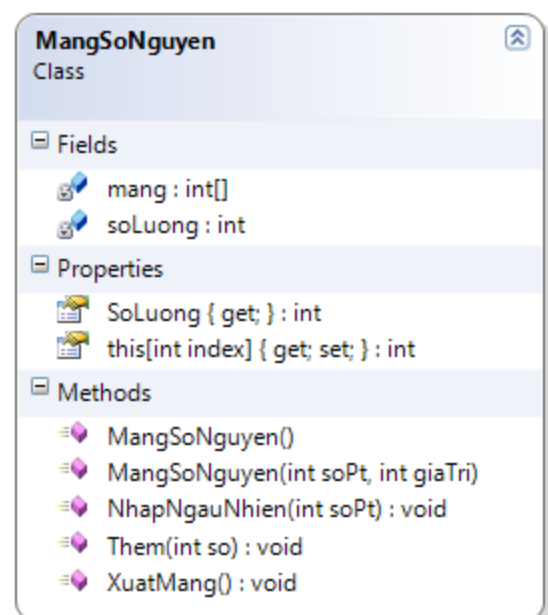 MangSoNguyen
Class
Fields
mang : int[]
soLuong : int
Properties
SoLuong { get; } : int
this[int index] { get; set; } : int
Methods
MangSoNguyen()
MangSoNguyen(int soPt, int giaTri)
NhapNgauNhien(int soPt) : void
Them(int so) : void
XuatMang() : void